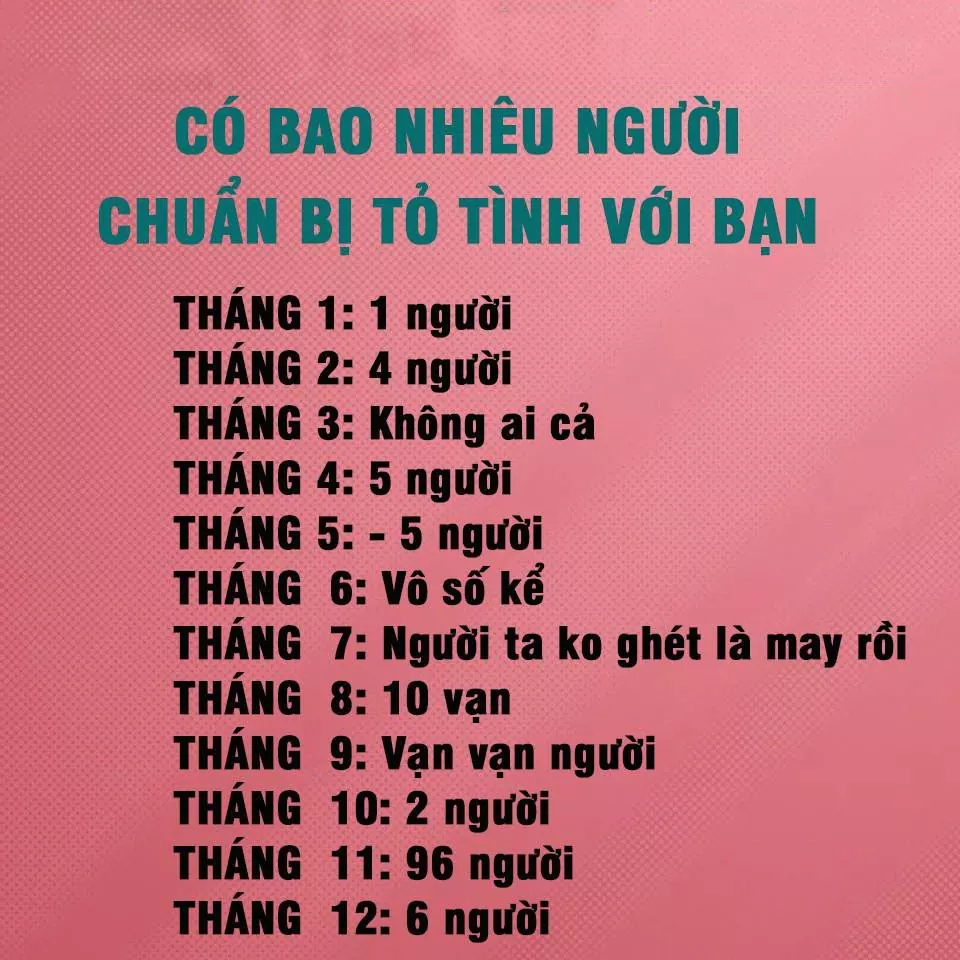 CÓ BAO NHIÊU NGƯỜI
CHUẨN BỊ TỎ TÌNH VỚI BẠN
THÁNG 1: 1 người
THÁNG 2: 4 người
THÁNG 3: Không ai cả
THÁNG 4: 5 người
THÁNG 5: - 5 người
THÁNG 6: Vô số kể
THÁNG 7: Người ta ko ghét là may rồi
THÁNG 8: 10 vạn
THÁNG 9: Vạn vạn người
THÁNG 10: 2 người
THÁNG 11: 96 người
THÁNG 12: 6 người